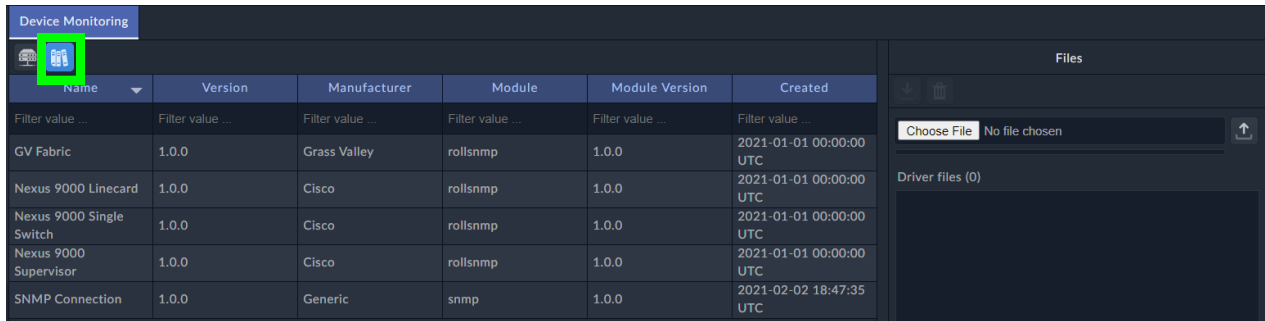 Device Monitoring
Files
Name Version Manufacturer Module Module Version Created
Filter value ... Filter value ... Filter value ... Filter value ... Filter value ... Filter value ...
Choose File No file chosen
GV Fabric 1.0.0 Grass Valley rollsnmp 1.0.0 2021-01-01 00:00:00
UTC
Driver files (0)
Nexus 9000 Linecard 1.0.0 Cisco rollsnmp 1.0.0 2021-01-01 00:00:00
UTC
Nexus 9000 Single
Switch 1.0.0 Cisco rollsnmp 1.0.0 2021-01-01 00:00:00
UTC
Nexus 9000
Supervisor 1.0.0 Cisco rollsnmp 1.0.0 2021-01-01 00:00:00
UTC
SNMP Connection 1.0.0 Generic snmp 1.0.0 2021-02-02 18:47:35
UTC